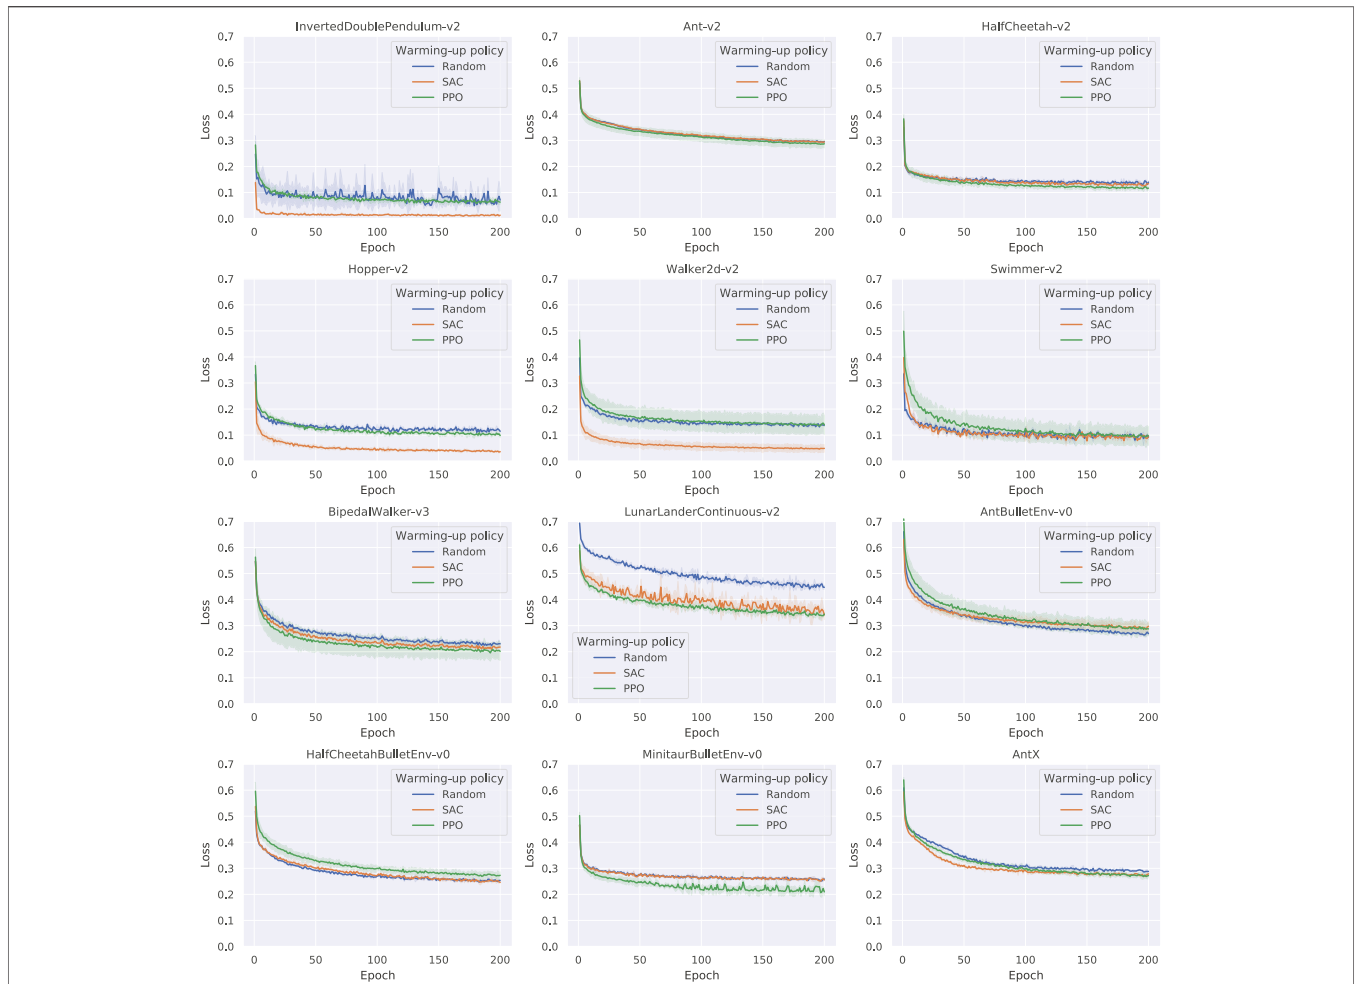 InvertedDoublePendulum-v2
0.7
0.6
0.5
0.4
0.3
0.2
0.1
0.0
Loss
Warming-up policy
Random
SAC
PPO
0 50 100 150 200
Epoch
Ant-v2
0.7
0.6
0.5
0.4
0.3
0.2
0.1
0.0
Loss
Warming-up policy
Random
SAC
PPO
0 50 100 150 200
Epoch
HalfCheetah-v2
0.7
0.6
0.5
0.4
0.3
0.2
0.1
0.0
Loss
Warming-up policy
Random
SAC
PPO
0 50 100 150 200
Epoch
Hopper-v2
0.7
0.6
0.5
0.4
0.3
0.2
0.1
0.0
Loss
Warming-up policy
Random
SAC
PPO
0 50 100 150 200
Epoch
Walker2d-v2
0.7
0.6
0.5
0.4
0.3
0.2
0.1
0.0
Loss
Warming-up policy
Random
SAC
PPO
0 50 100 150 200
Epoch
Swimmer-v2
0.7
0.6
0.5
0.4
0.3
0.2
0.1
0.0
Loss
Warming-up policy
Random
SAC
PPO
0 50 100 150 200
Epoch
BipedalWalker-v3
0.7
0.6
0.5
0.4
0.3
0.2
0.1
0.0
Loss
Warming-up policy
Random
SAC
PPO
0 50 100 150 200
Epoch
LunarLanderContinuous-v2
0.7
0.6
0.5
0.4
0.3
0.2
0.1
0.0
Loss
Warming-up policy
Random
SAC
PPO
0 50 100 150 200
Epoch
AntBulletEnv-v0
0.7
0.6
0.5
0.4
0.3
0.2
0.1
0.0
Loss
Warming-up policy
Random
SAC
PPO
0 50 100 150 200
Epoch
HalfCheetahBulletEnv-v0
0.7
0.6
0.5
0.4
0.3
0.2
0.1
0.0
Loss
Warming-up policy
Random
SAC
PPO
0 50 100 150 200
Epoch
MinitaurBulletEnv-v0
0.7
0.6
0.5
0.4
0.3
0.2
0.1
0.0
Loss
Warming-up policy
Random
SAC
PPO
0 50 100 150 200
Epoch
AntX
0.7
0.6
0.5
0.4
0.3
0.2
0.1
0.0
Loss
Warming-up policy
Random
SAC
PPO
0 50 100 150 200
Epoch